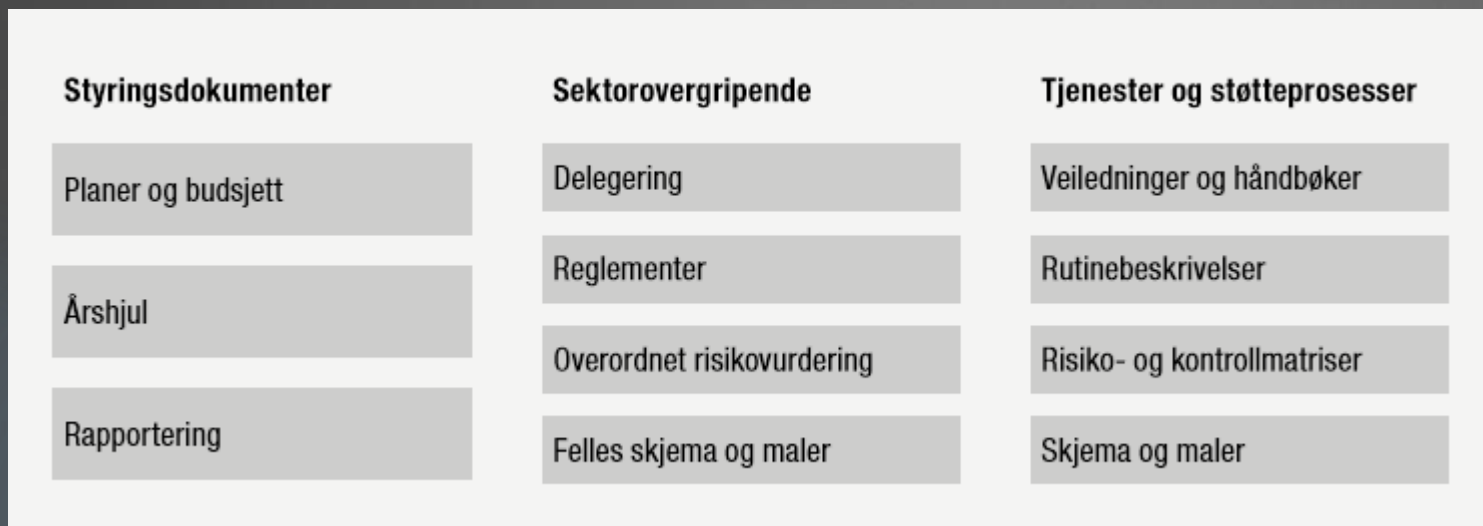 Styringsdokumenter
Planer og budsjett
Årshjul
Rapportering
Sektorovergripende
Delegering
Reglementer
Overordnet risikovurdering
Felles skjema og maler
Tjenester og støtteprosesser
Veiledninger og håndbøker
Rutinebeskrivelser
Risiko- og kontrollmatriser
Skjema og maler